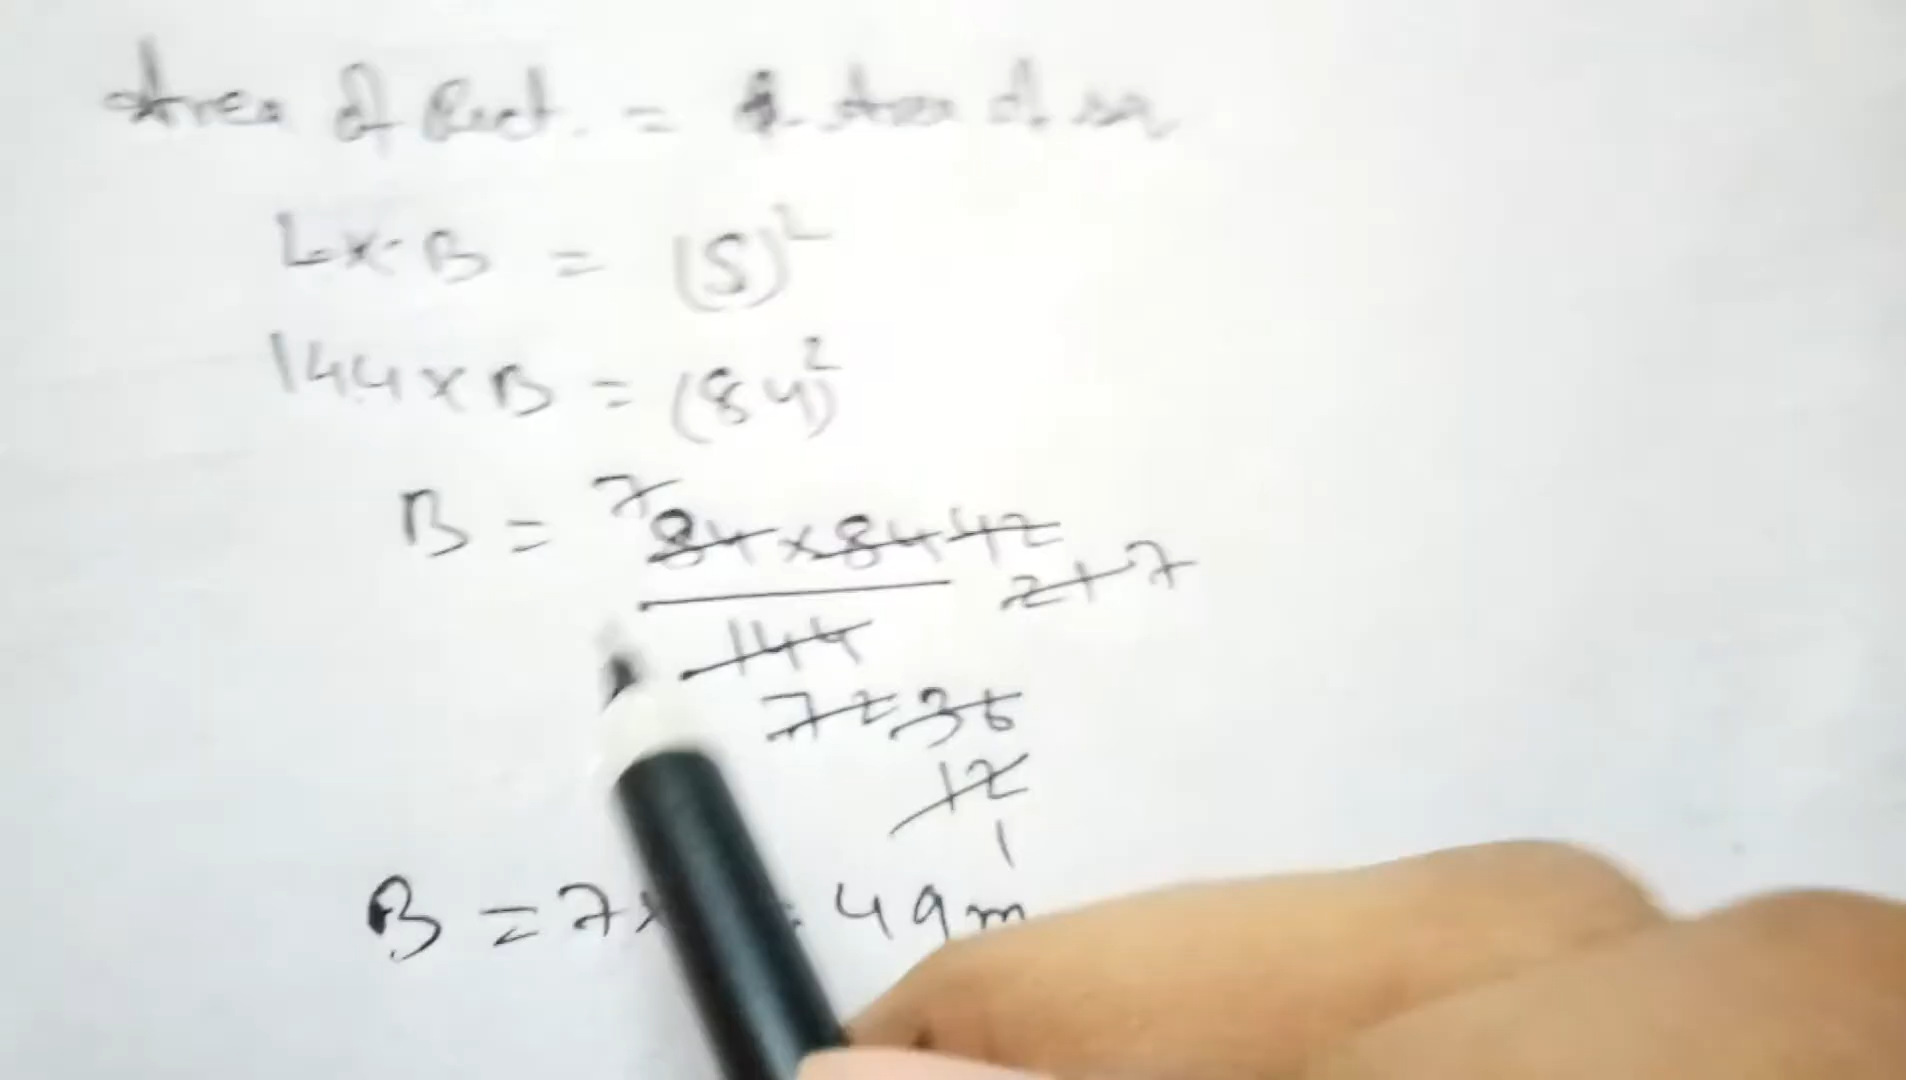 Area of Rect. = Area of sq
L × B = (S)²
144 × B = (84)²
B = 7 84 × 84 42
21 7
144
72 36
12
1
B = 7 × = 49m